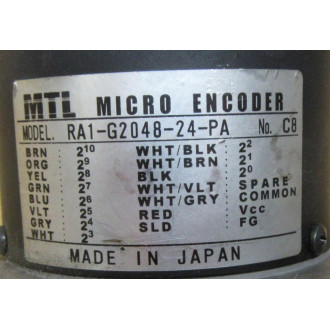 MTL MICRO ENCODER
MODEL. RA1-G2048-24-PA No. C8
BRN : 2¹⁰ WHT/BLK : 2²
ORG : 2⁹ WHT/BRN : 2¹
YEL : 2⁸ BLK : 2⁰
GRN : 2⁷ WHT/VLT : SPARE
BLU : 2⁶ WHT/GRY : COMMON
VLT : 2⁵ RED : Vcc
GRY : 2⁴ SLD : FG
WHT : 2³
MADE IN JAPAN